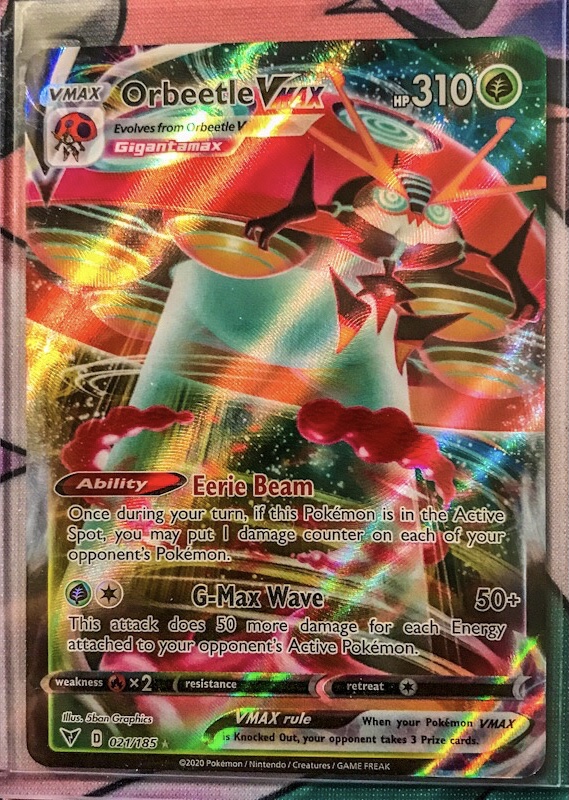 VMAX
Orbeetle VMAX
HP 310
Evolves from Orbeetle V
Gigantamax
Ability Eerie Beam
Once during your turn, if this Pokémon is in the Active
Spot, you may put 1 damage counter on each of your
opponent's Pokémon.
G-Max Wave 50+
This attack does 50 more damage for each Energy
attached to your opponent's Active Pokémon.
weakness ×2 resistance retreat
Illus. 5ban Graphics
D 021/185
VMAX rule
When your Pokémon VMAX
is Knocked Out, your opponent takes 3 Prize cards.
©2020 Pokémon / Nintendo / Creatures / GAME FREAK